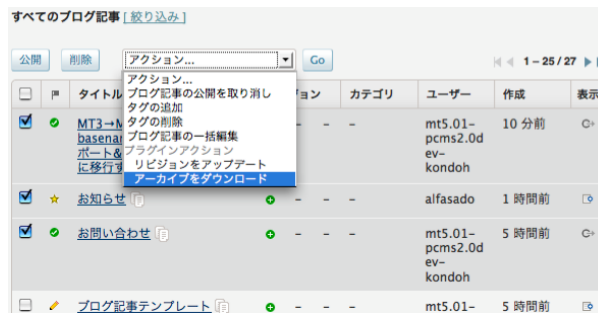 すべてのブログ記事 [絞り込み]
公開 削除 アクション... Go 1 – 25 / 27
アクション...
ブログ記事の公開を取り消し
タグの追加
タグの削除
ブログ記事の一括編集
プラグインアクション
リビジョンをアップデート
アーカイブをダウンロード
タイトル ョン カテゴリ ユーザー 作成 表示
MT3→M – – – mt5.01– 10 分前
basenam pcms2.0d
ポート& ev–
に移行す kondoh
お知らせ – – – alfasado 1 時間前
お問い合わせ – – – mt5.01– 5 時間前
pcms2.0d
ev–
kondoh
ブログ記事テンプレート – – – mt5.01– 5 時間前